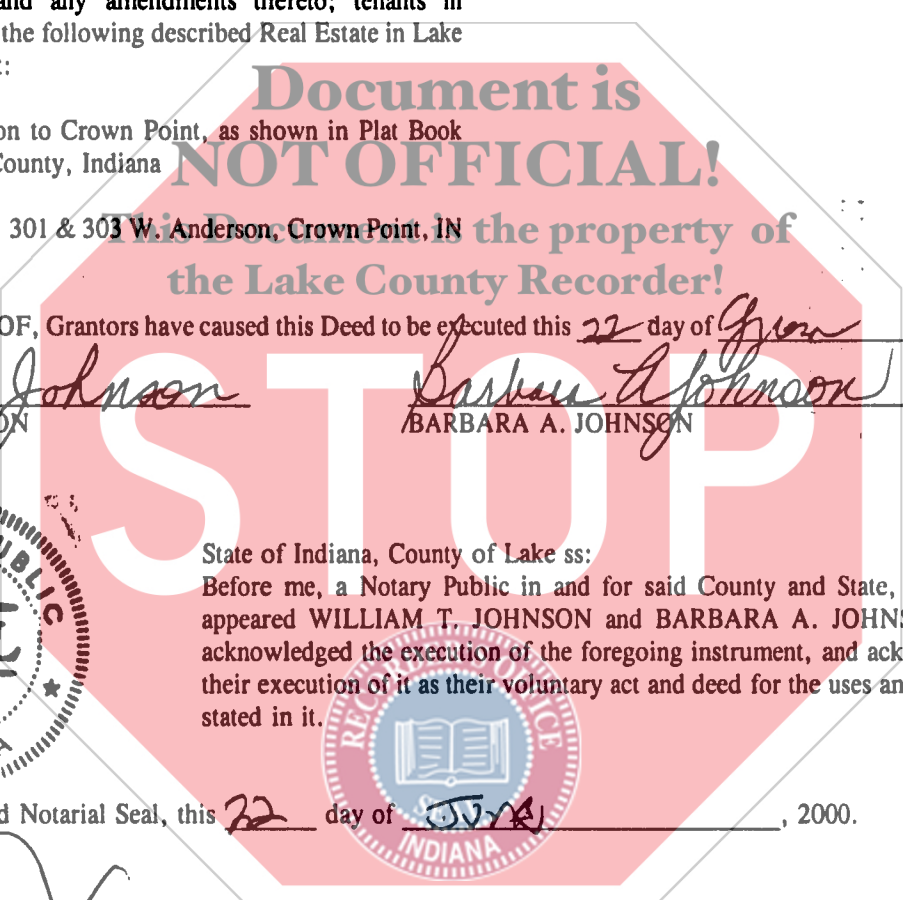 and any amendments thereto; tenants in
the following described Real Estate in Lake
Document is
on to Crown Point, as shown in Plat Book
NOT OFFICIAL!
County, Indiana
301 & 303 W. Anderson, Crown Point, IN
This Document is the property of
the Lake County Recorder!
OF, Grantors have caused this Deed to be executed this 22 day of
Johnson Barbara A Johnson
ON BARBARA A. JOHNSON
STOP
PUBLIC
State of Indiana, County of Lake ss:
Before me, a Notary Public in and for said County and State,
appeared WILLIAM T. JOHNSON and BARBARA A. JOHNS
acknowledged the execution of the foregoing instrument, and ack
their execution of it as their voluntary act and deed for the uses an
stated in it.
RECORDER'S OFFICE
SEAL
INDIANA
d Notarial Seal, this 22 day of June, 2000.